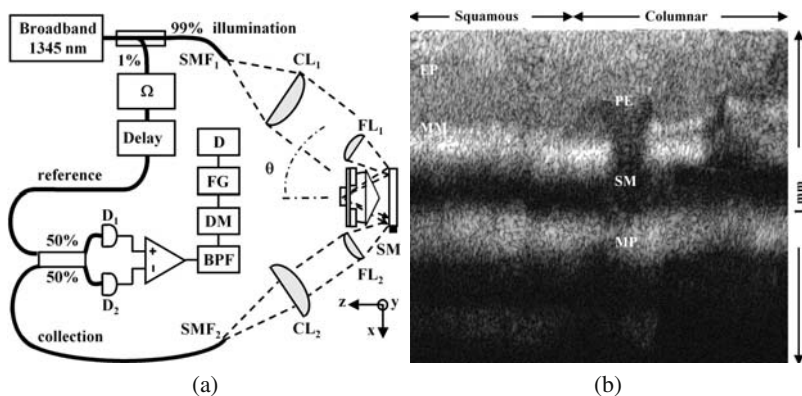 Broadband
1345 nm
99% illumination
1%
SMF1
CL1
Ω
FL1
Delay
D
θ
FG
reference
DM
50%
D1
+
−
BPF
SM
50%
D2
FL2
CL2
z
y
x
SMF2
collection
(a)
Squamous
Columnar
EP
PE
MM
SM
MP
1 mm
(b)